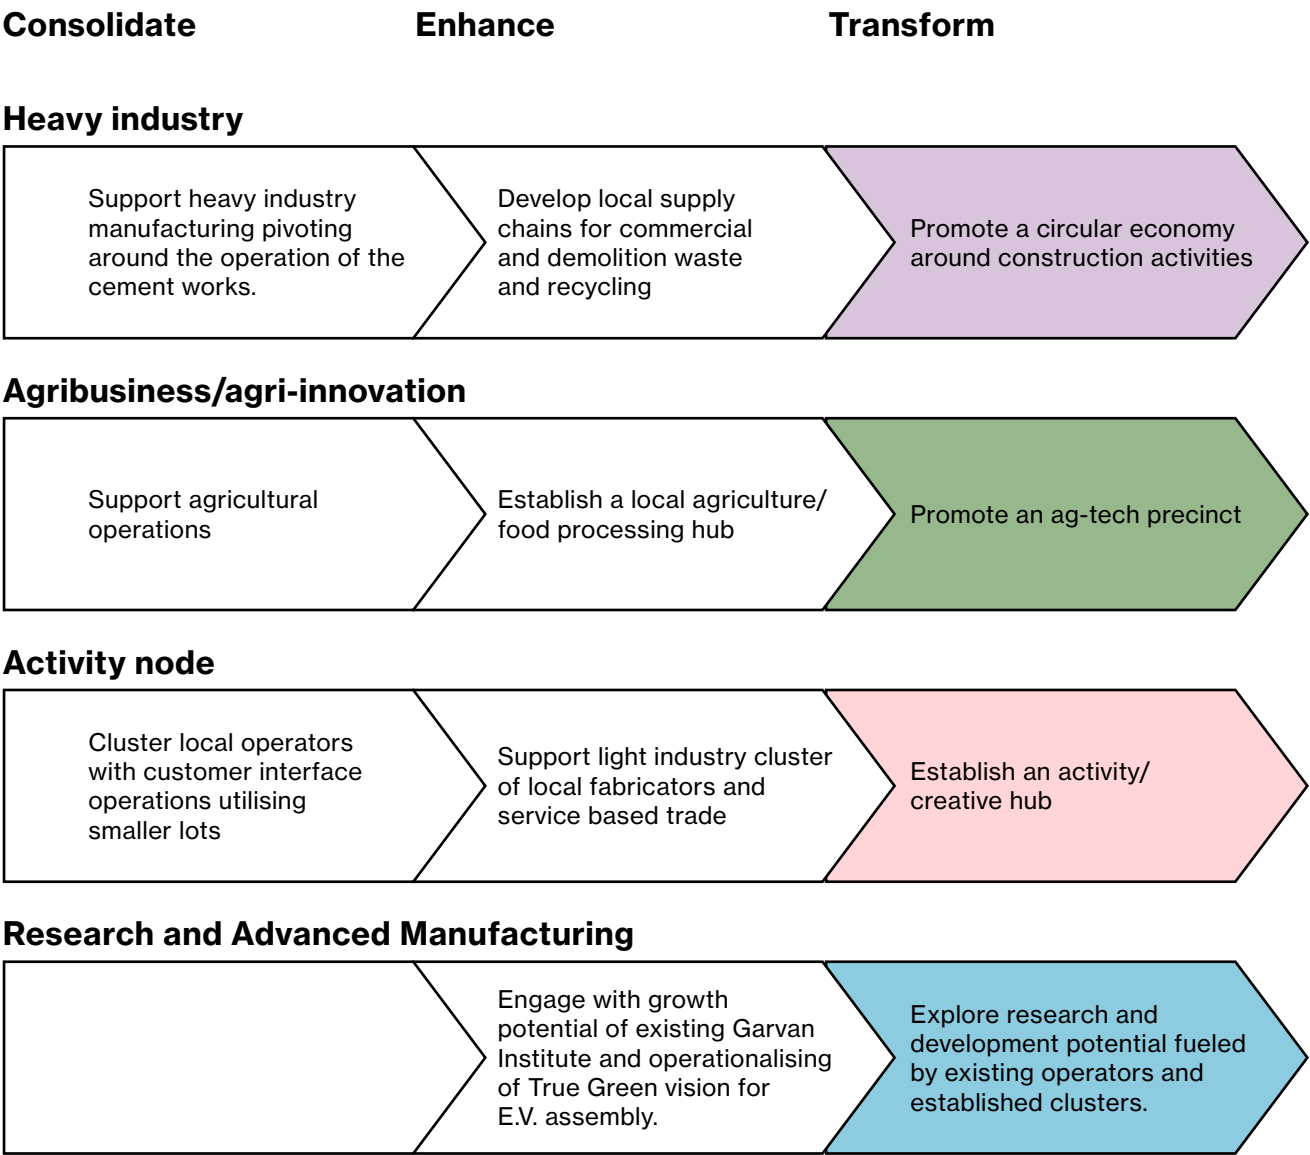 Consolidate
Enhance
Transform
Heavy industry
Support heavy industry
manufacturing pivoting
around the operation of the
cement works.
Develop local supply
chains for commercial
and demolition waste
and recycling
Promote a circular economy
around construction activities
Agribusiness/agri-innovation
Support agricultural
operations
Establish a local agriculture/
food processing hub
Promote an ag-tech precinct
Activity node
Cluster local operators
with customer interface
operations utilising
smaller lots
Support light industry cluster
of local fabricators and
service based trade
Establish an activity/
creative hub
Research and Advanced Manufacturing
Engage with growth
potential of existing Garvan
Institute and operationalising
of True Green vision for
E.V. assembly.
Explore research and
development potential fueled
by existing operators and
established clusters.